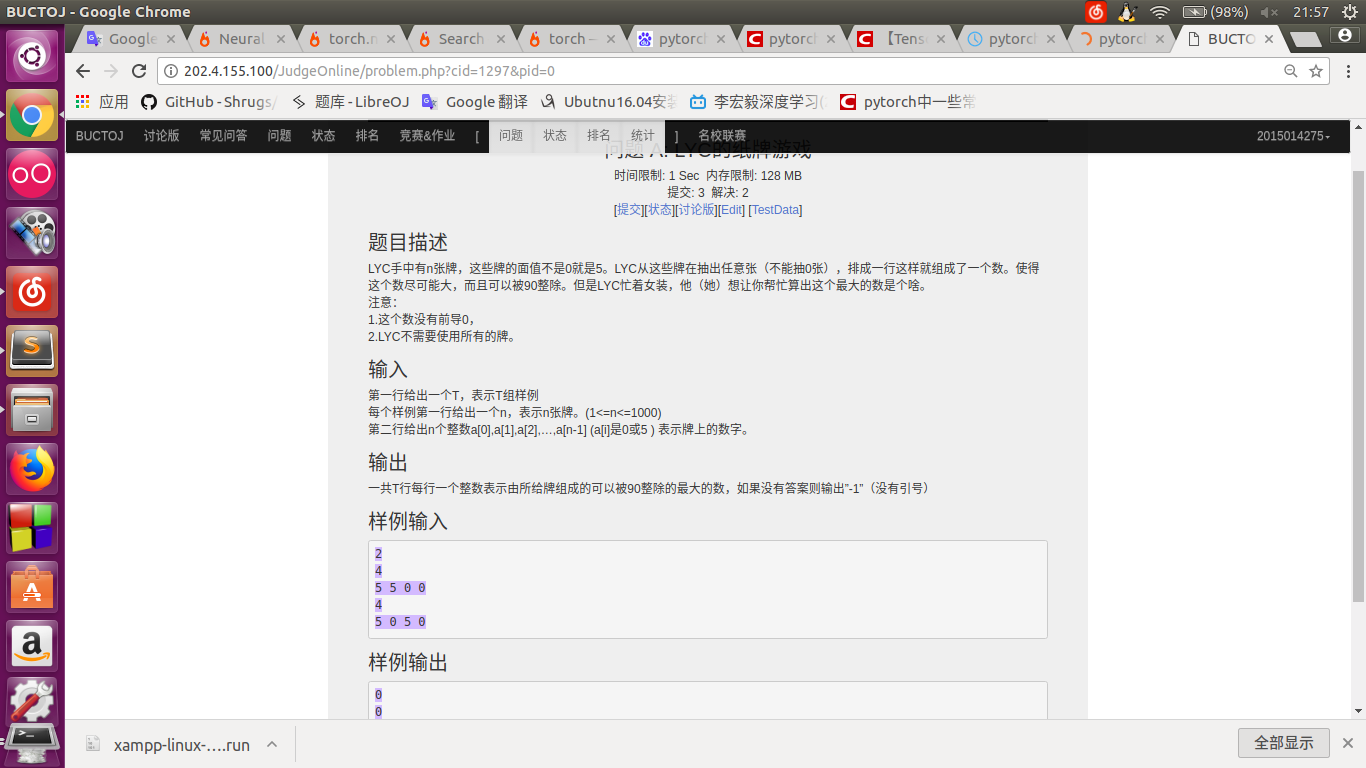 BUCTOJ - Google Chrome
(98%)
21:57
Google
Neural
torch.n
Search
torch —
pytorch
pytorch
【Tens
pytorch
pytorch
BUCTO
202.4.155.100/JudgeOnline/problem.php?cid=1297&pid=0
应用
GitHub - Shrugs/
题库 - LibreOJ
Google 翻译
Ubutnu16.04安装
李宏毅深度学习(
pytorch中一些常
BUCTOJ 讨论版 常见问答 问题 状态 排名 竞赛&作业 [ 问题 状态 排名 统计 ] 名校联赛 2015014275
问题 A: LYC的纸牌游戏
时间限制: 1 Sec 内存限制: 128 MB
提交: 3 解决: 2
[提交][状态][讨论版][Edit] [TestData]
题目描述
LYC手中有n张牌，这些牌的面值不是0就是5。LYC从这些牌在抽出任意张（不能抽0张），排成一行这样就组成了一个数。使得
这个数尽可能大，而且可以被90整除。但是LYC忙着女装，他（她）想让你帮忙算出这个最大的数是个啥。
注意：
1.这个数没有前导0，
2.LYC不需要使用所有的牌。
输入
第一行给出一个T，表示T组样例
每个样例第一行给出一个n，表示n张牌。(1<=n<=1000)
第二行给出n个整数a[0],a[1],a[2],…,a[n-1] (a[i]是0或5 ) 表示牌上的数字。
输出
一共T行每行一个整数表示由所给牌组成的可以被90整除的最大的数，如果没有答案则输出”-1”（没有引号）
样例输入
2
4
5 5 0 0
4
5 0 5 0
样例输出
0
0
xampp-linux-....run
全部显示